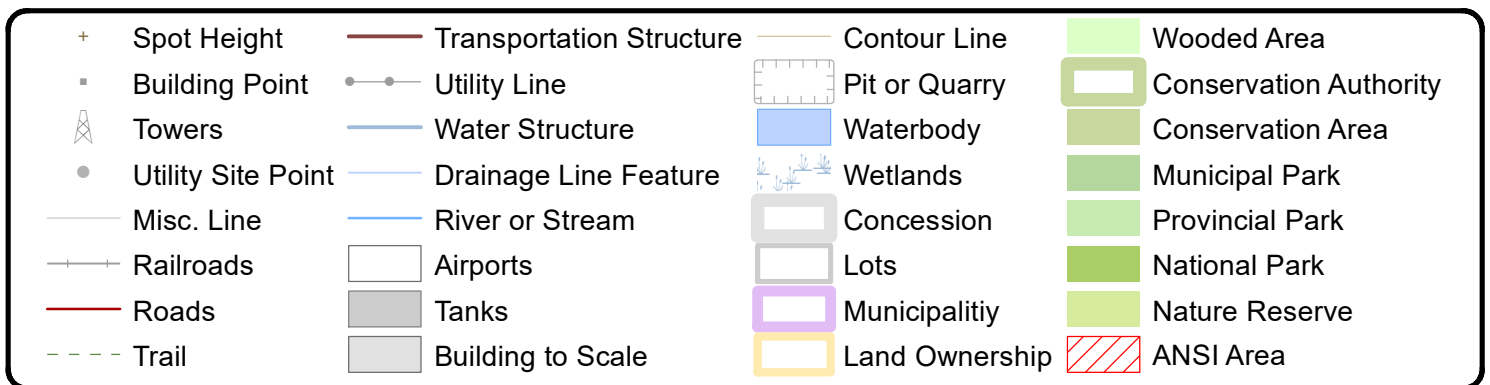 Spot Height
Building Point
Towers
Utility Site Point
Misc. Line
Railroads
Roads
Trail
Transportation Structure
Utility Line
Water Structure
Drainage Line Feature
River or Stream
Airports
Tanks
Building to Scale
Contour Line
Pit or Quarry
Waterbody
Wetlands
Concession
Lots
Municipalitiy
Land Ownership
Wooded Area
Conservation Authority
Conservation Area
Municipal Park
Provincial Park
National Park
Nature Reserve
ANSI Area